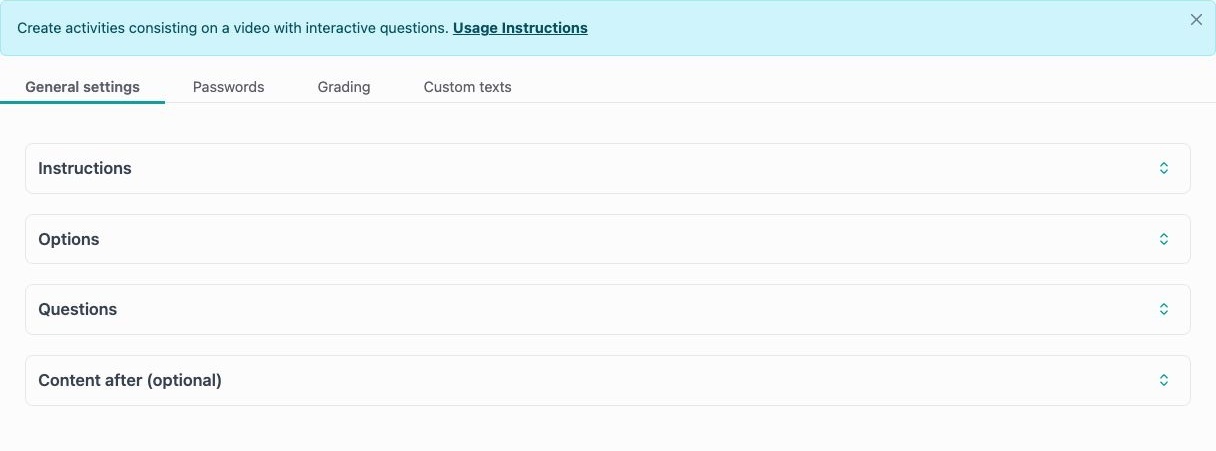 Create activities consisting on a video with interactive questions. Usage Instructions
General settings
Passwords
Grading
Custom texts
Instructions
Options
Questions
Content after (optional)